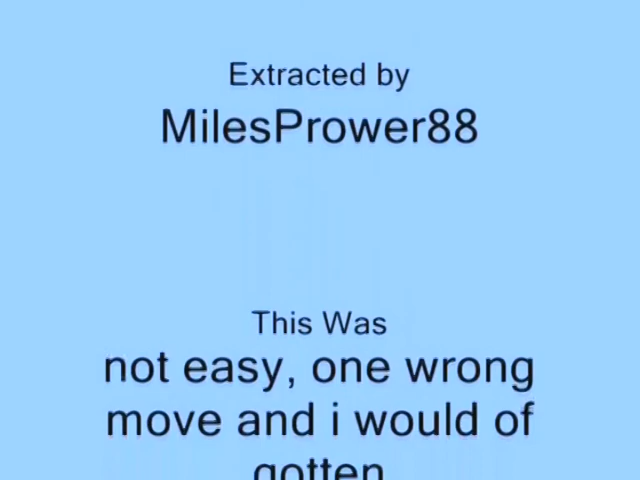 Extracted by
MilesPrower88
This Was
not easy, one wrong
move and i would of
gotten